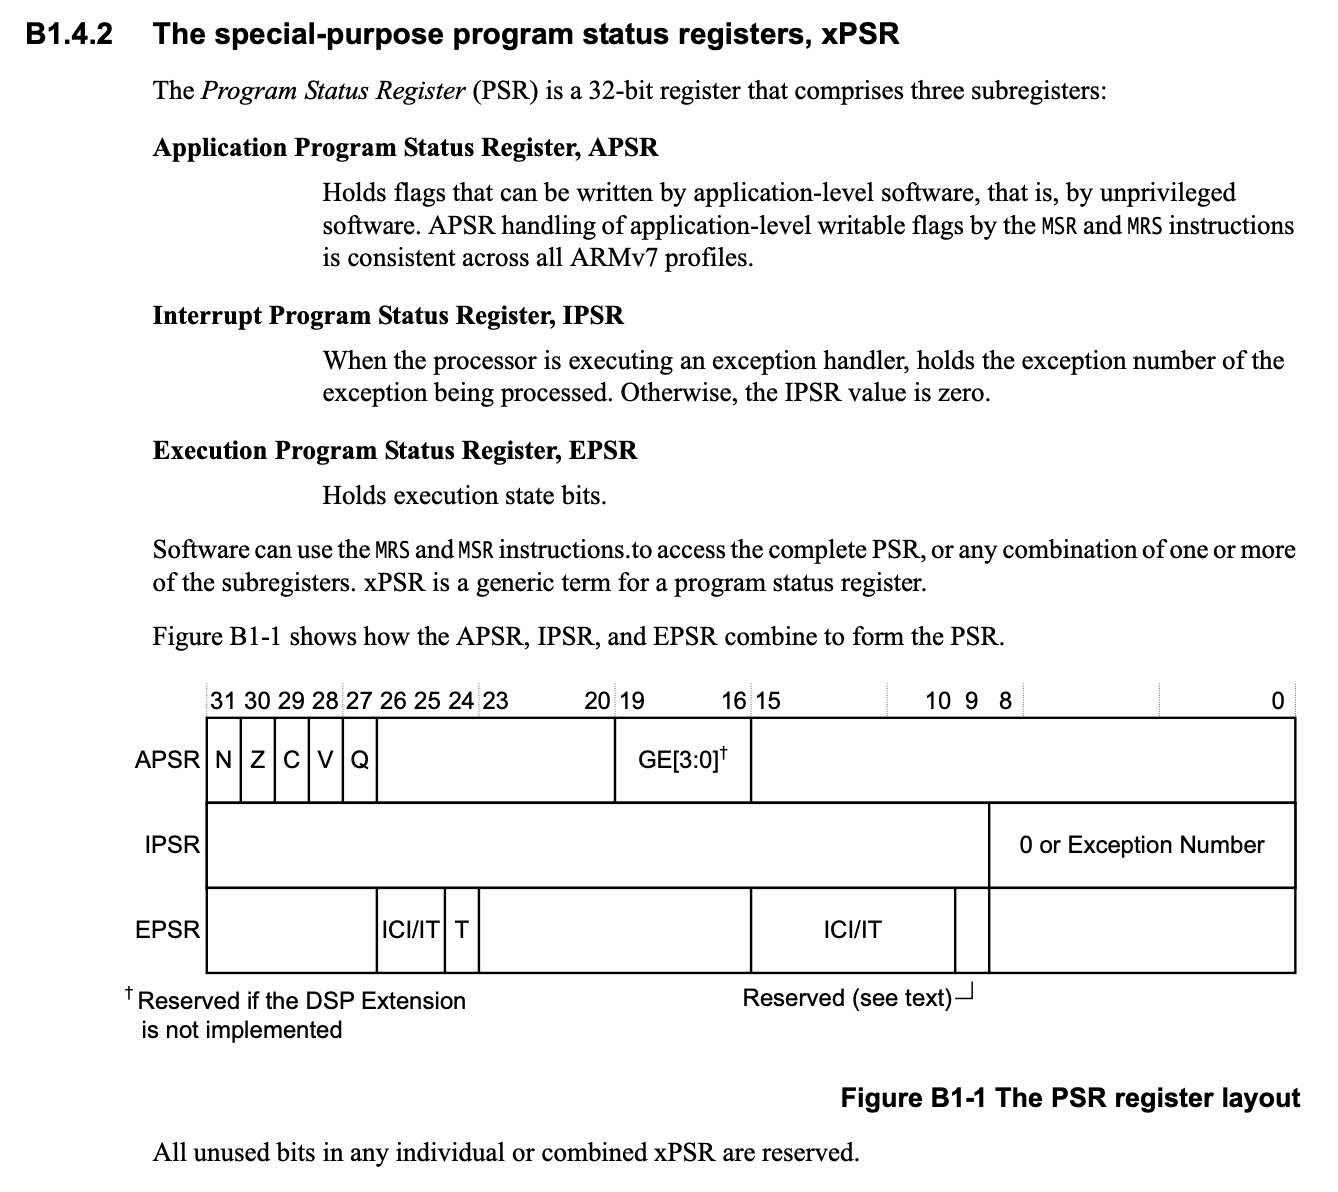 B1.4.2 The special-purpose program status registers, xPSR
The Program Status Register (PSR) is a 32-bit register that comprises three subregisters:
Application Program Status Register, APSR
Holds flags that can be written by application-level software, that is, by unprivileged
software. APSR handling of application-level writable flags by the MSR and MRS instructions
is consistent across all ARMv7 profiles.
Interrupt Program Status Register, IPSR
When the processor is executing an exception handler, holds the exception number of the
exception being processed. Otherwise, the IPSR value is zero.
Execution Program Status Register, EPSR
Holds execution state bits.
Software can use the MRS and MSR instructions.to access the complete PSR, or any combination of one or more
of the subregisters. xPSR is a generic term for a program status register.
Figure B1-1 shows how the APSR, IPSR, and EPSR combine to form the PSR.
31 30 29 28 27 26 25 24 23 20 19 16 15 10 9 8 0
APSR N Z C V Q GE[3:0]†
IPSR 0 or Exception Number
EPSR ICI/IT T ICI/IT
† Reserved if the DSP Extension
is not implemented
Reserved (see text)
Figure B1-1 The PSR register layout
All unused bits in any individual or combined xPSR are reserved.